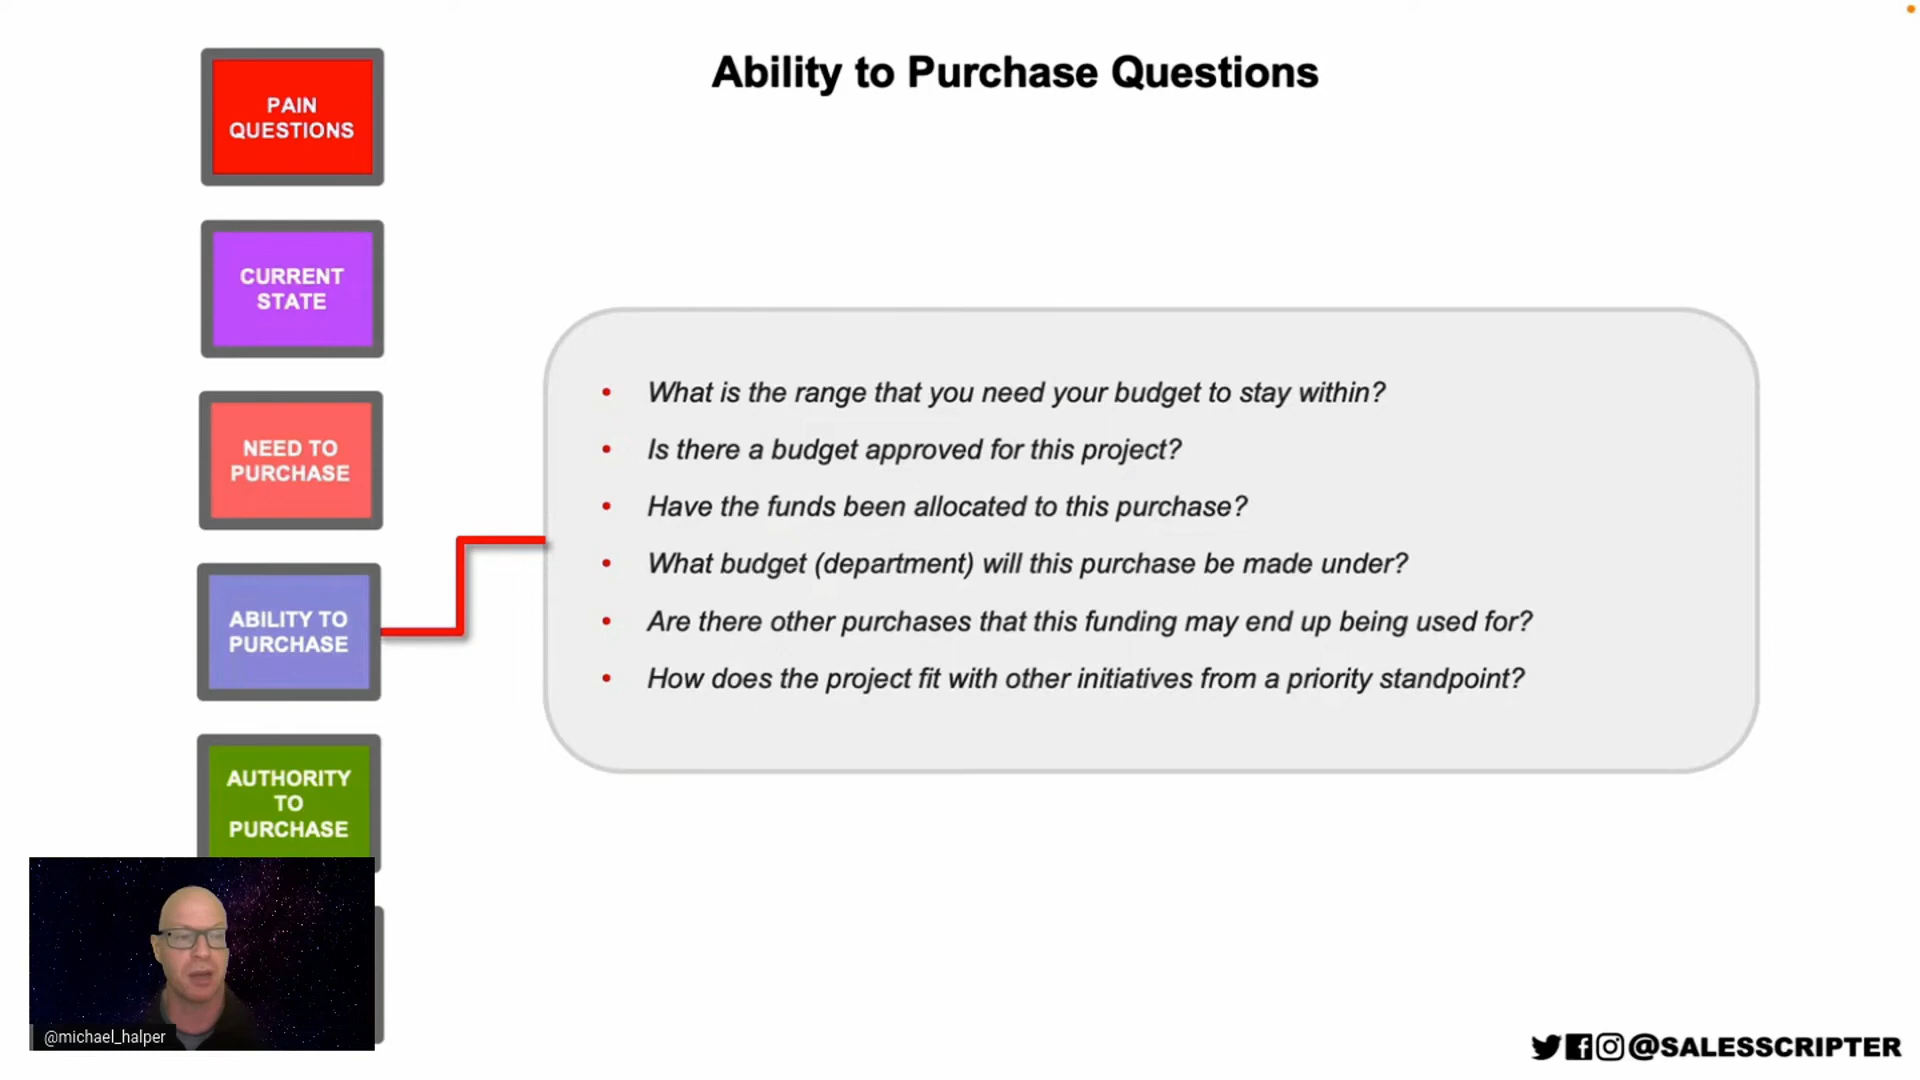 Ability to Purchase Questions
PAIN
QUESTIONS
CURRENT
STATE
NEED TO
PURCHASE
ABILITY TO
PURCHASE
AUTHORITY
TO
PURCHASE
• What is the range that you need your budget to stay within?
• Is there a budget approved for this project?
• Have the funds been allocated to this purchase?
• What budget (department) will this purchase be made under?
• Are there other purchases that this funding may end up being used for?
• How does the project fit with other initiatives from a priority standpoint?
@michael_halper
@SALESSCRIPTER